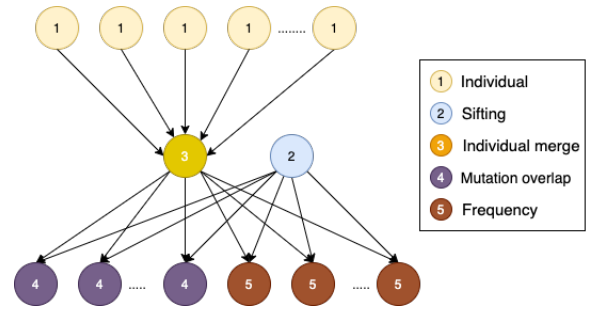 1 1 1 1 ........ 1
3 2
4 4 ..... 4 5 5 ..... 5
1 Individual
2 Sifting
3 Individual merge
4 Mutation overlap
5 Frequency